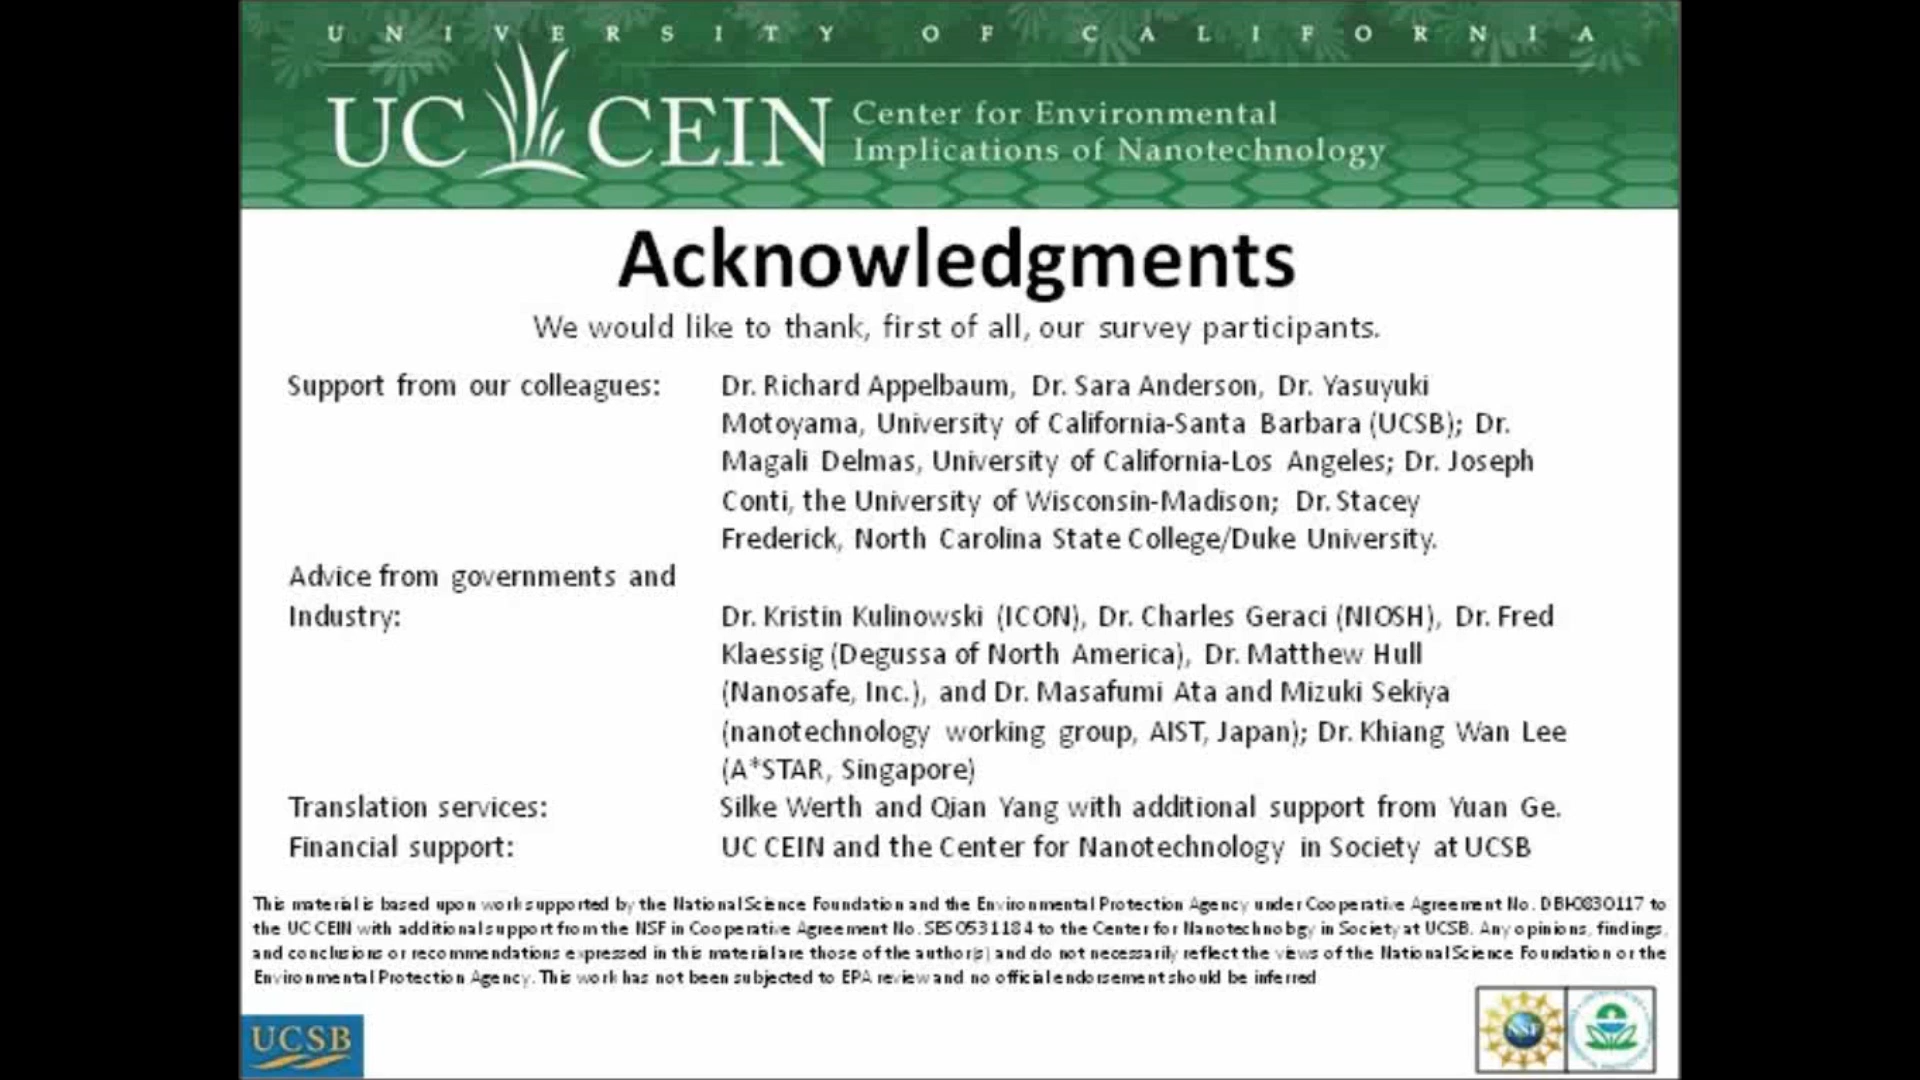 UNIVERSITY OF CALIFORNIA
UC CEIN Center for Environmental
Implications of Nanotechnology
Acknowledgments
We would like to thank, first of all, our survey participants.
Support from our colleagues: Dr. Richard Appelbaum, Dr. Sara Anderson, Dr. Yasuyuki
Motoyama, University of California-Santa Barbara (UCSB); Dr.
Magali Delmas, University of California-Los Angeles; Dr. Joseph
Conti, the University of Wisconsin-Madison; Dr. Stacey
Frederick, North Carolina State College/Duke University.
Advice from governments and
Industry: Dr. Kristin Kulinowski (ICON), Dr. Charles Geraci (NIOSH), Dr. Fred
Klaessig (Degussa of North America), Dr. Matthew Hull
(Nanosafe, Inc.), and Dr. Masafumi Ata and Mizuki Sekiya
(nanotechnology working group, AIST, Japan); Dr. Khiang Wan Lee
(A*STAR, Singapore)
Translation services: Silke Werth and Qian Yang with additional support from Yuan Ge.
Financial support: UC CEIN and the Center for Nanotechnology in Society at UCSB
This material is based upon work supported by the National Science Foundation and the Environmental Protection Agency under Cooperative Agreement No. DBI-0830117 to
the UC CEIN with additional support from the NSF in Cooperative Agreement No. SES 0531184 to the Center for Nanotechnology in Society at UCSB. Any opinions, findings,
and conclusions or recommendations expressed in this material are those of the author(s) and do not necessarily reflect the views of the National Science Foundation or the
Environmental Protection Agency. This work has not been subjected to EPA review and no official endorsement should be inferred
UCSB
NSF